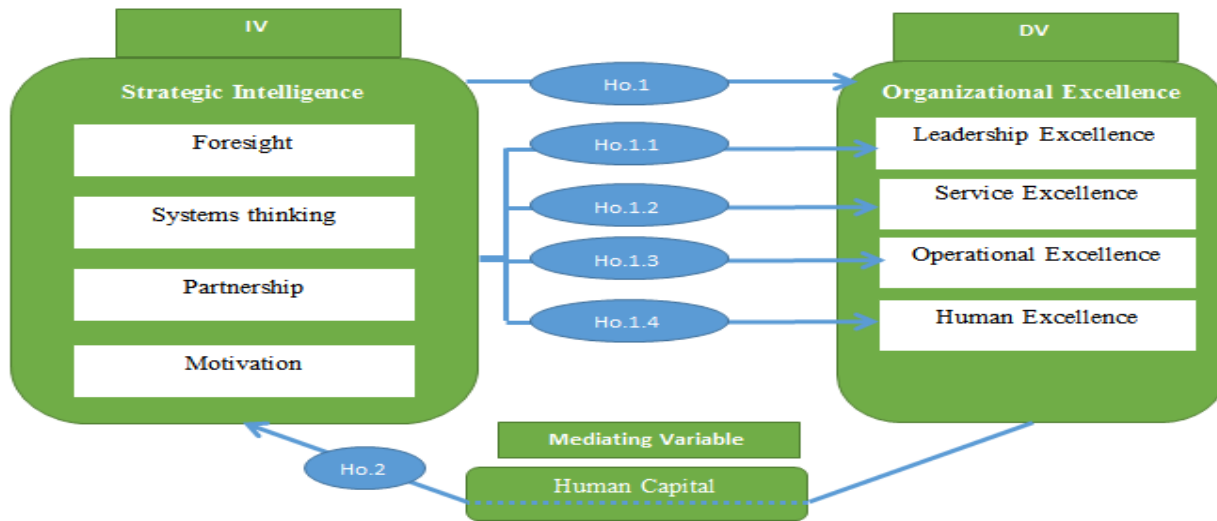 IV
DV
Strategic Intelligence
Foresight
Systems thinking
Partnership
Motivation
Ho.1
Ho.1.1
Ho.1.2
Ho.1.3
Ho.1.4
Organizational Excellence
Leadership Excellence
Service Excellence
Operational Excellence
Human Excellence
Ho.2
Mediating Variable
Human Capital